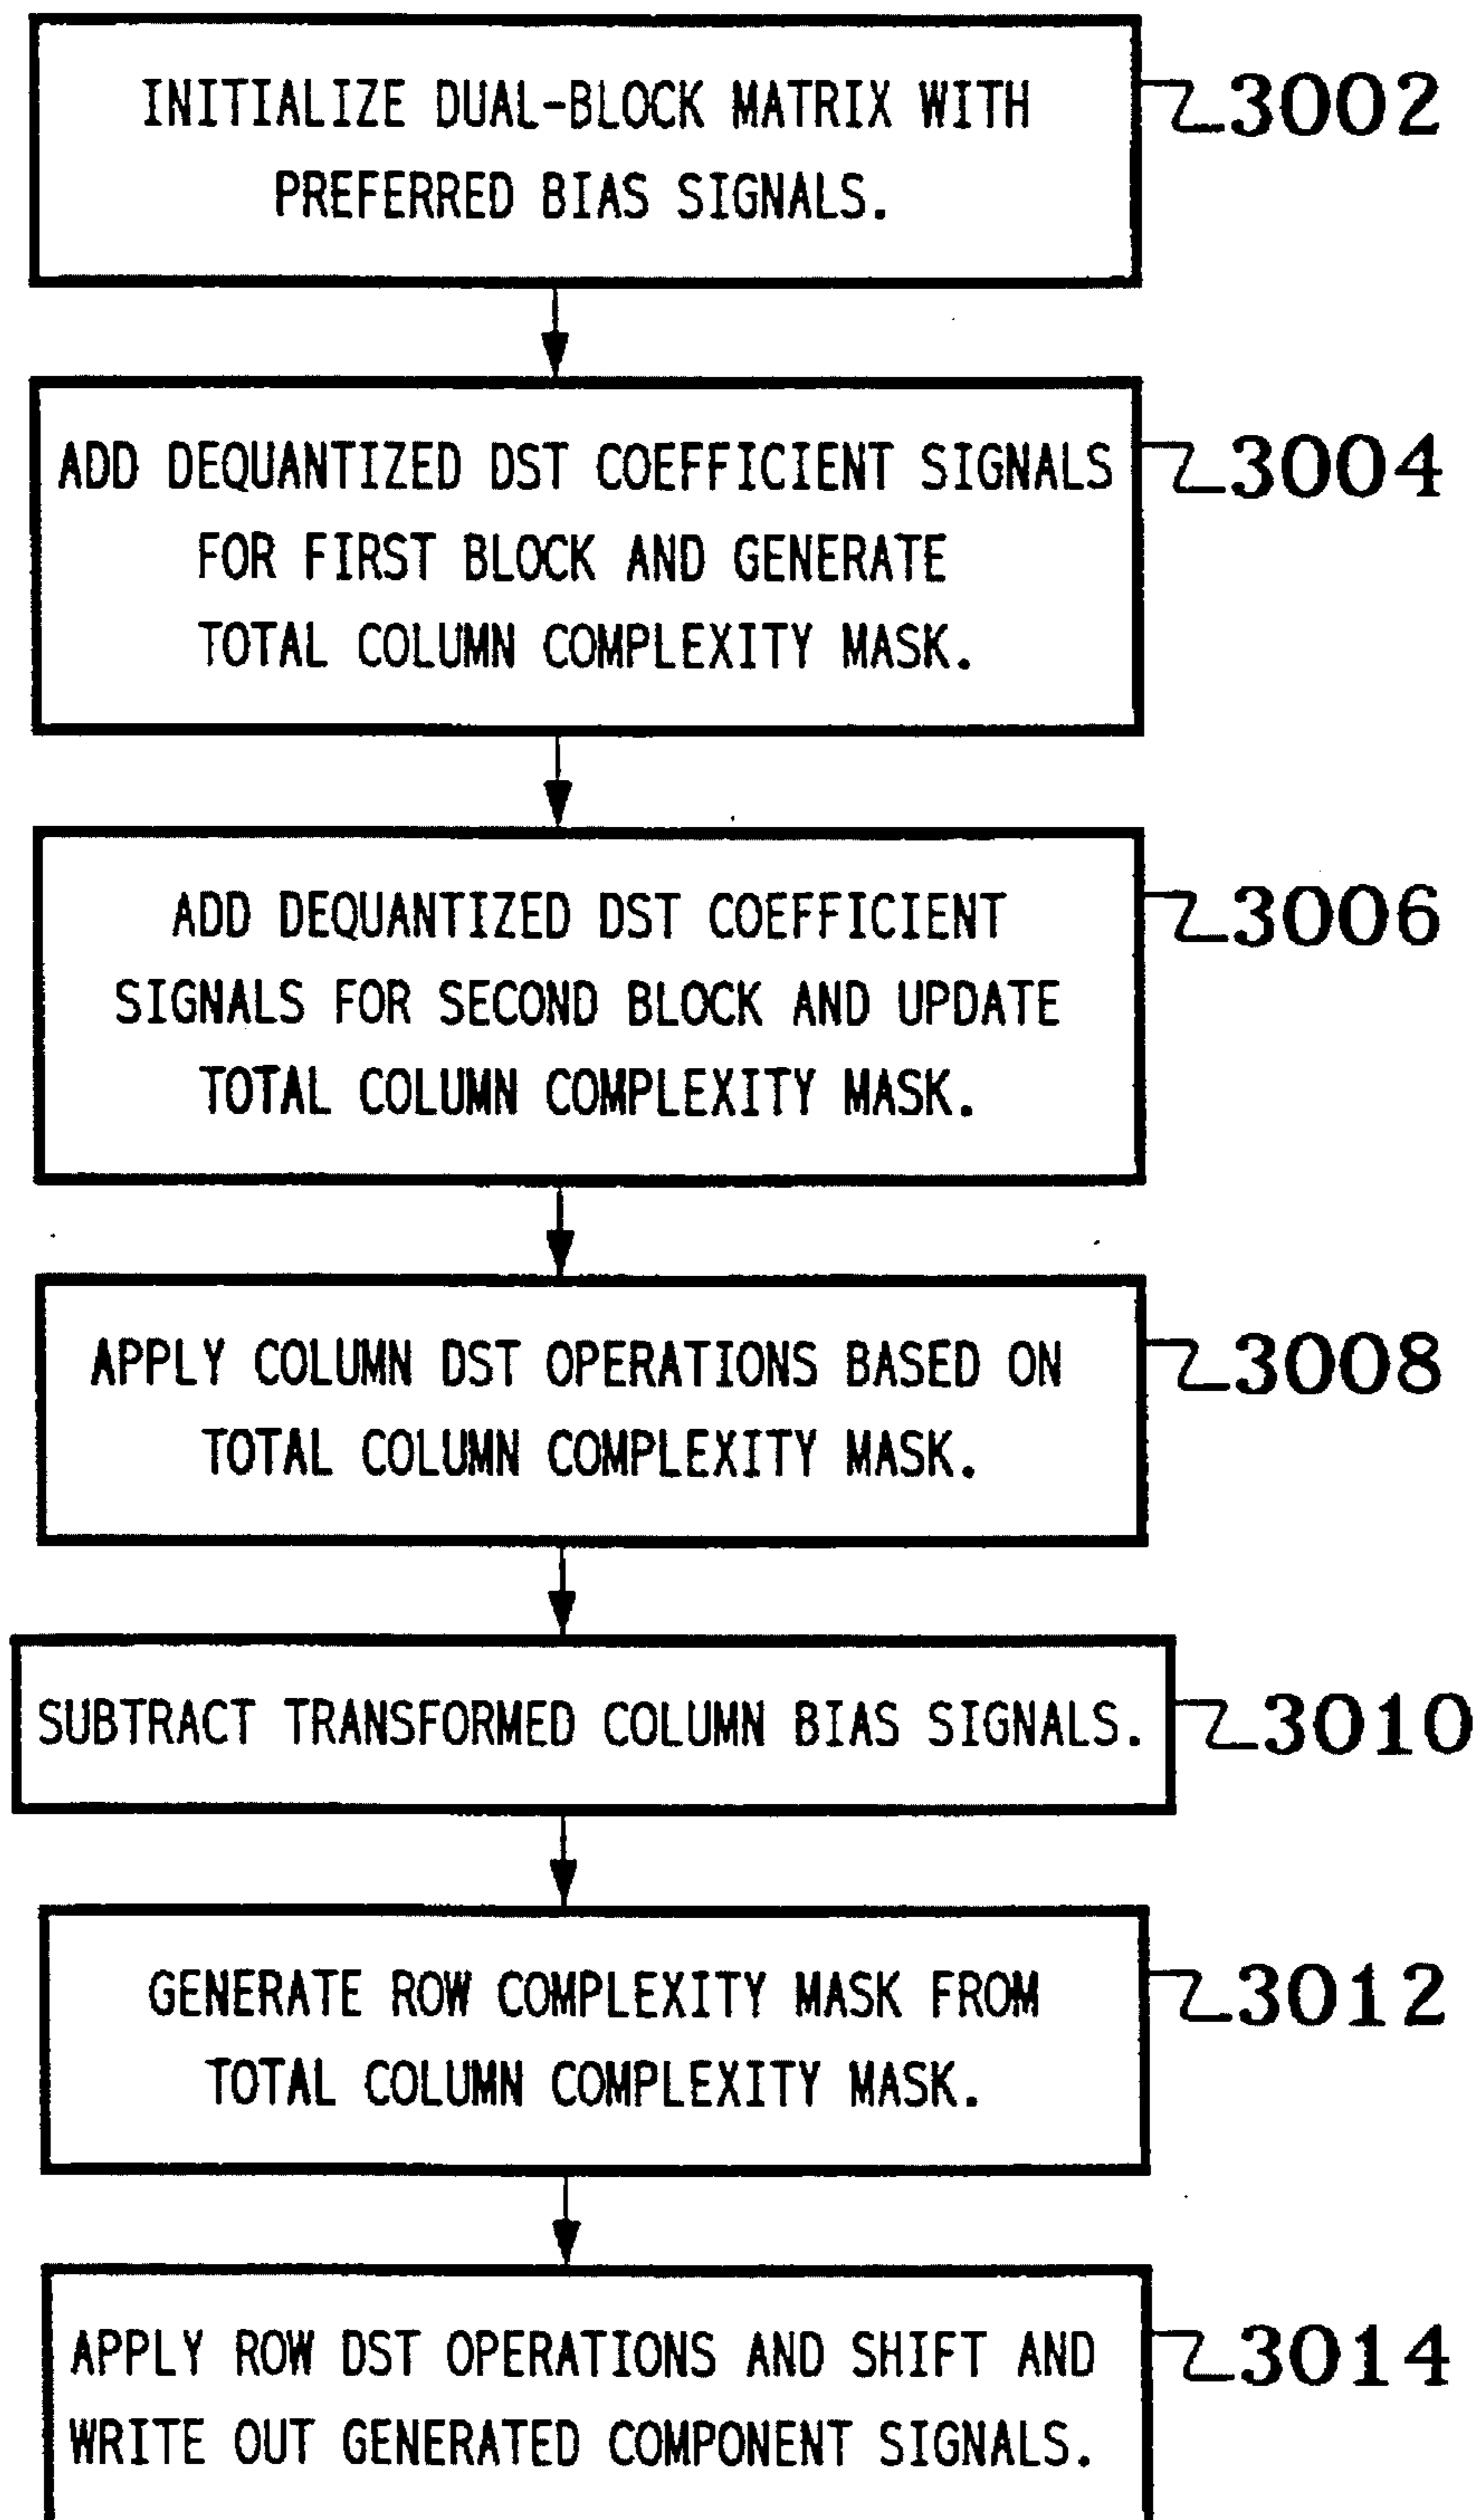 INITIALIZE DUAL-BLOCK MATRIX WITH
PREFERRED BIAS SIGNALS.
3002
ADD DEQUANTIZED DST COEFFICIENT SIGNALS
FOR FIRST BLOCK AND GENERATE
TOTAL COLUMN COMPLEXITY MASK.
3004
ADD DEQUANTIZED DST COEFFICIENT
SIGNALS FOR SECOND BLOCK AND UPDATE
TOTAL COLUMN COMPLEXITY MASK.
3006
APPLY COLUMN DST OPERATIONS BASED ON
TOTAL COLUMN COMPLEXITY MASK.
3008
SUBTRACT TRANSFORMED COLUMN BIAS SIGNALS.
3010
GENERATE ROW COMPLEXITY MASK FROM
TOTAL COLUMN COMPLEXITY MASK.
3012
APPLY ROW DST OPERATIONS AND SHIFT AND
WRITE OUT GENERATED COMPONENT SIGNALS.
3014